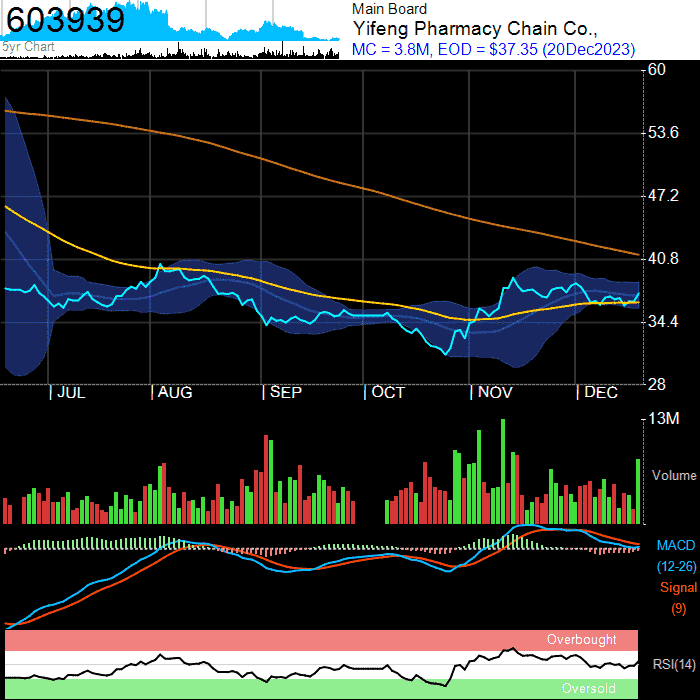 603939
5yr Chart
Main Board
Yifeng Pharmacy Chain Co.,
MC = 3.8M, EOD = $37.35 (20Dec2023)
60
53.6
47.2
40.8
34.4
28
| JUL | AUG | SEP | OCT | NOV | DEC
13M
Volume
MACD
(12-26)
Signal
(9)
Overbought
RSI(14)
Oversold